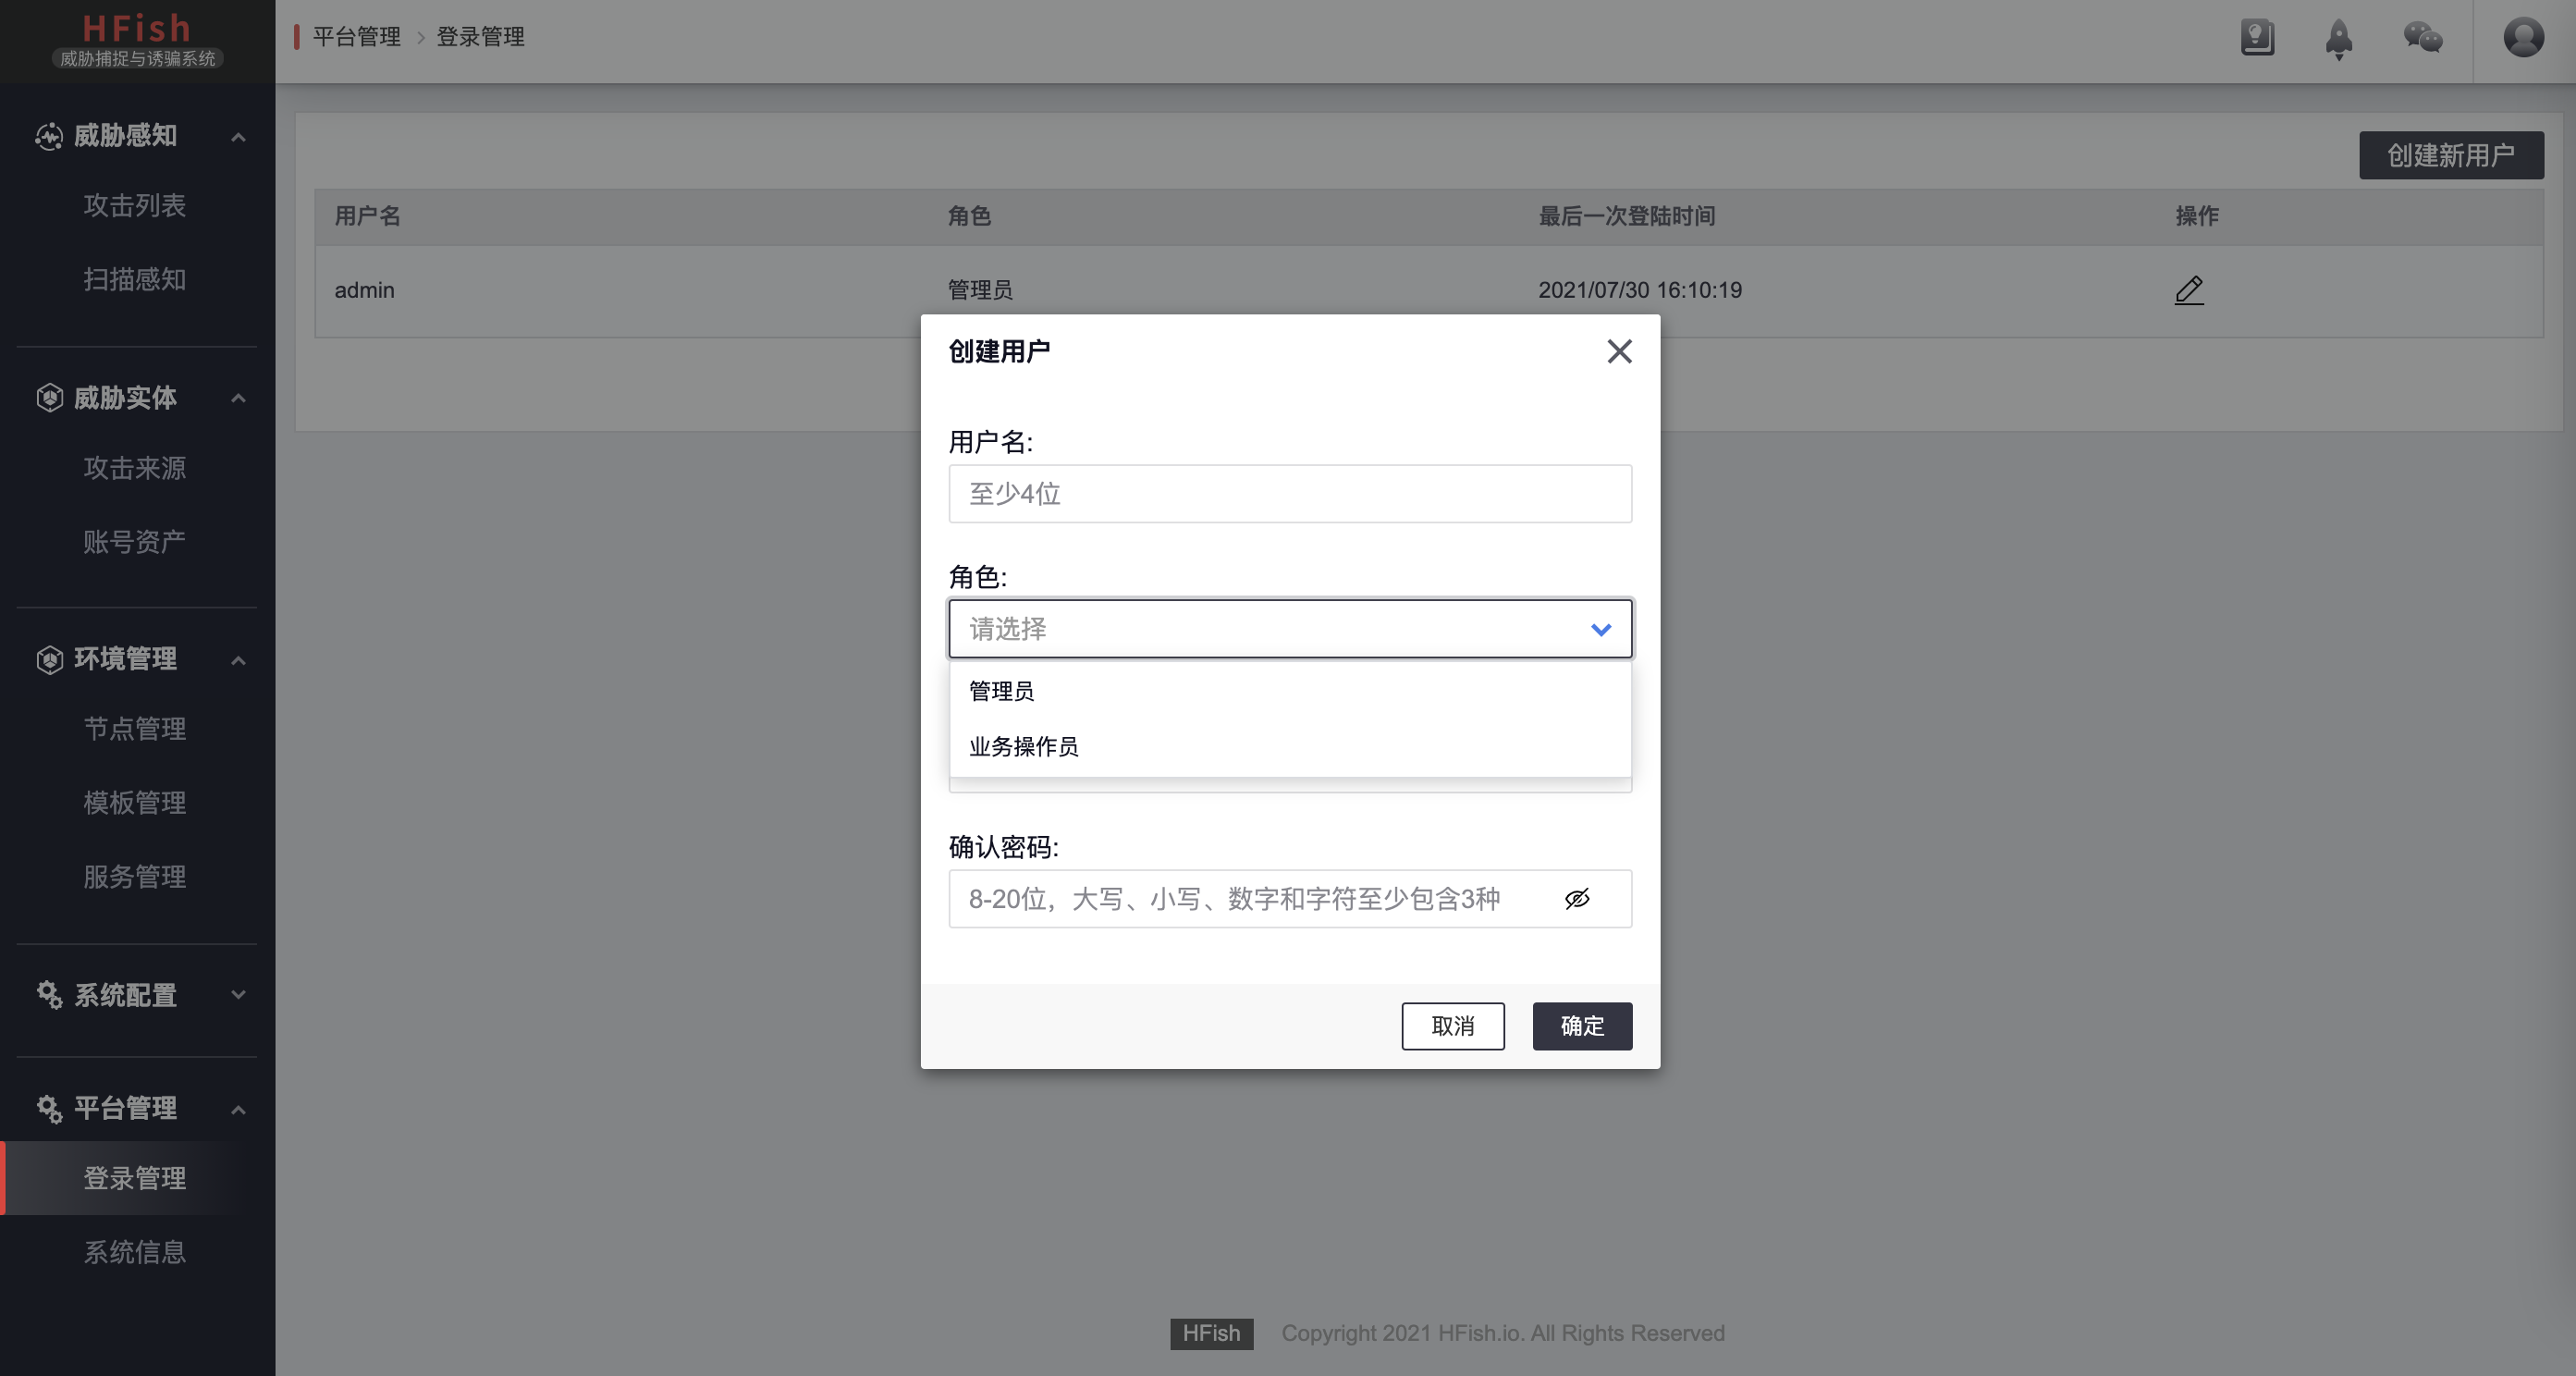 HFish
威胁捕捉与诱骗系统
平台管理 > 登录管理
威胁感知
攻击列表
扫描感知
威胁实体
攻击来源
账号资产
环境管理
节点管理
模板管理
服务管理
系统配置
平台管理
登录管理
系统信息
创建新用户
用户名 角色 最后一次登陆时间 操作
admin 管理员 2021/07/30 16:10:19
创建用户
用户名:
至少4位
角色:
请选择
管理员
业务操作员
确认密码:
8-20位，大写、小写、数字和字符至少包含3种
取消 确定
HFish Copyright 2021 HFish.io. All Rights Reserved